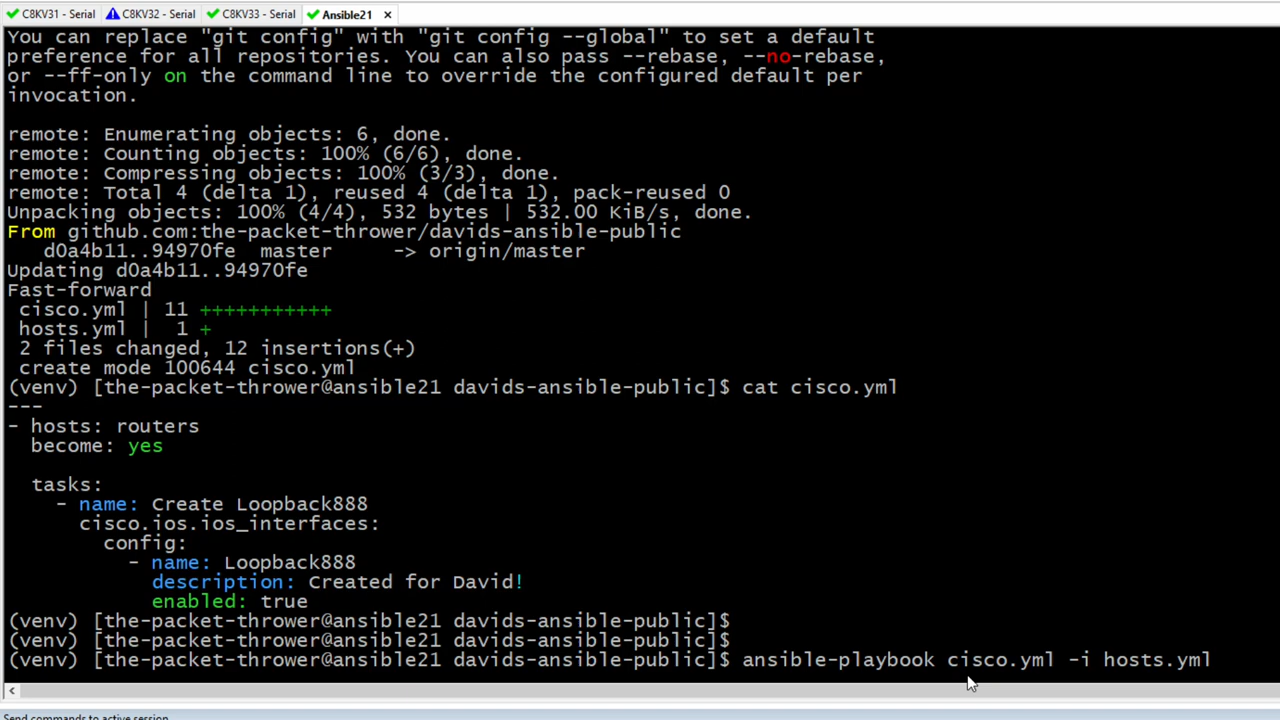 C8KV31 - Serial C8KV32 - Serial C8KV33 - Serial Ansible21
You can replace "git config" with "git config --global" to set a default
preference for all repositories. You can also pass --rebase, --no-rebase,
or --ff-only on the command line to override the configured default per
invocation.
remote: Enumerating objects: 6, done.
remote: Counting objects: 100% (6/6), done.
remote: Compressing objects: 100% (3/3), done.
remote: Total 4 (delta 1), reused 4 (delta 1), pack-reused 0
Unpacking objects: 100% (4/4), 532 bytes | 532.00 KiB/s, done.
From github.com:the-packet-thrower/davids-ansible-public
d0a4b11..94970fe master -> origin/master
Updating d0a4b11..94970fe
Fast-forward
cisco.yml | 11 +++++++++++
hosts.yml | 1 +
2 files changed, 12 insertions(+)
create mode 100644 cisco.yml
(venv) [the-packet-thrower@ansible21 davids-ansible-public]$ cat cisco.yml
---
- hosts: routers
become: yes
tasks:
- name: Create Loopback888
cisco.ios.ios_interfaces:
config:
- name: Loopback888
description: Created for David!
enabled: true
(venv) [the-packet-thrower@ansible21 davids-ansible-public]$
(venv) [the-packet-thrower@ansible21 davids-ansible-public]$
(venv) [the-packet-thrower@ansible21 davids-ansible-public]$ ansible-playbook cisco.yml -i hosts.yml
Send commands to active session